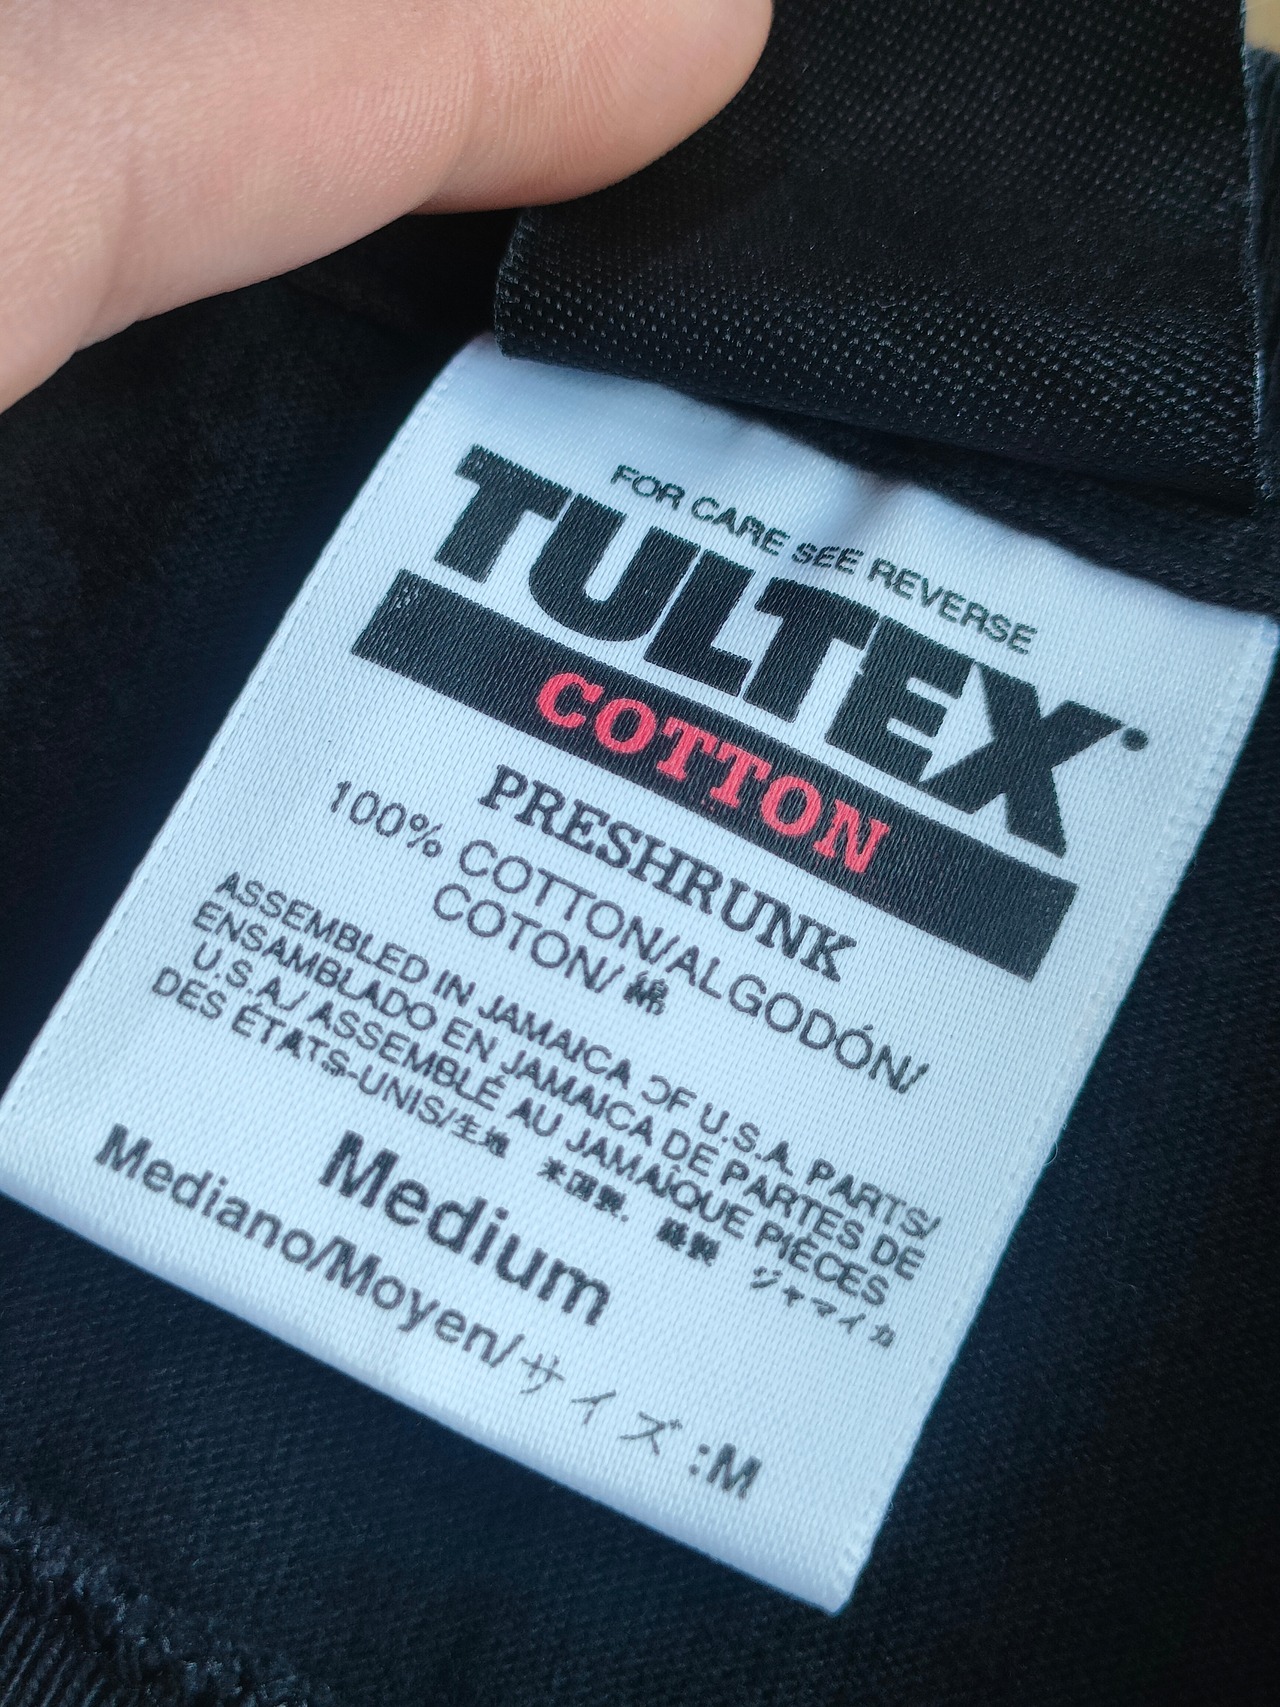 FOR CARE SEE REVERSE
TULTEX
COTTON
PRESHRUNK
100% COTTON/ALGODÓN/
COTON/綿
ASSEMBLED IN JAMAICA OF U.S.A. PARTS/
ENSAMBLADO EN JAMAICA DE PARTES DE
U.S.A./ ASSEMBLÉ AU JAMAÏQUE PIÈCES
DES ÉTATS-UNIS/生地 米国製. 縫製 ジャマイカ
Medium
Mediano/Moyen/サイズ:M